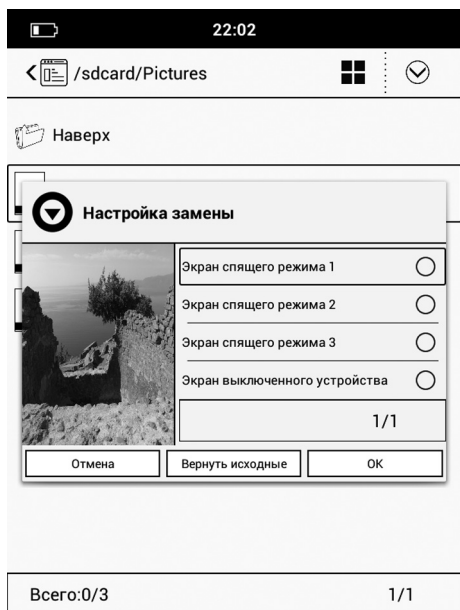 22:02
/sdcard/Pictures
Наверх
Настройка замены
Экран спящего режима 1
Экран спящего режима 2
Экран спящего режима 3
Экран выключенного устройства
1/1
Отмена
Вернуть исходные
ОК
Всего:0/3
1/1